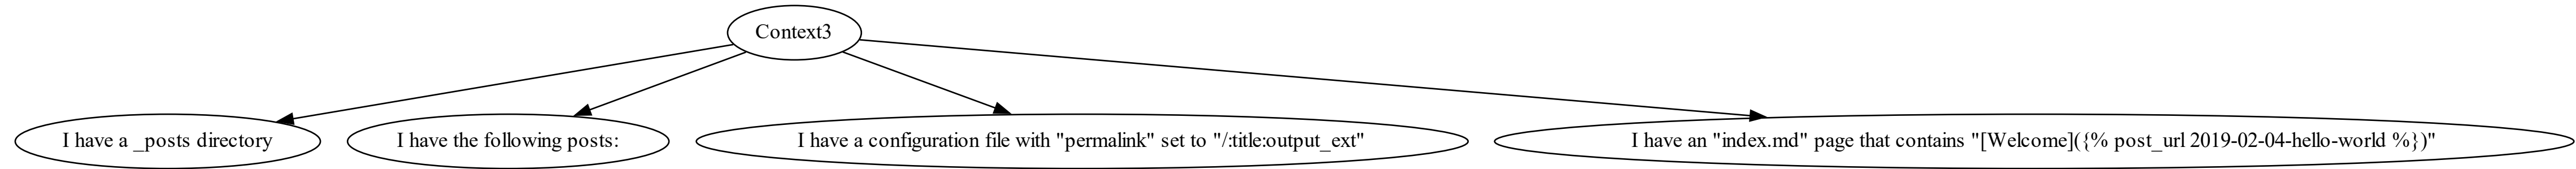 Context3
I have a _posts directory
I have the following posts:
I have a configuration file with "permalink" set to "/:title:output_ext"
I have an "index.md" page that contains "[Welcome]({% post_url 2019-02-04-hello-world %})"